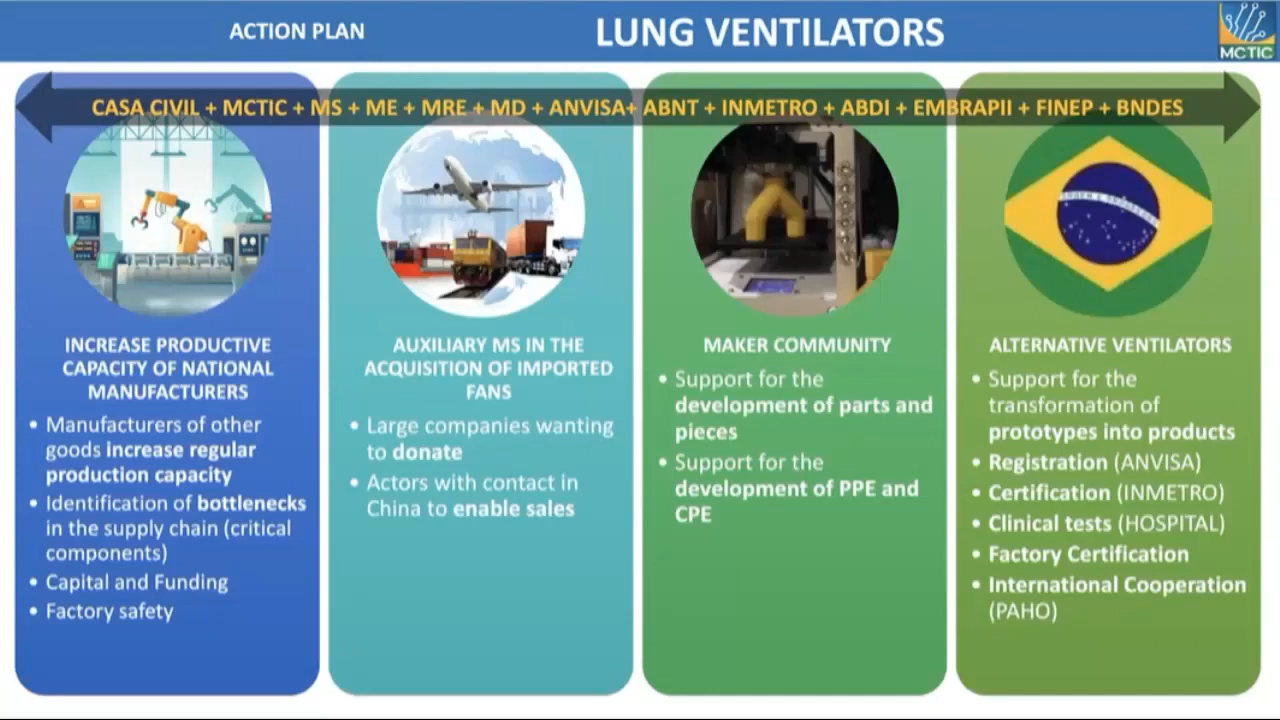 ACTION PLAN
LUNG VENTILATORS
MCTIC
CASA CIVIL + MCTIC + MS + ME + MRE + MD + ANVISA+ ABNT + INMETRO + ABDI + EMBRAPII + FINEP + BNDES
INCREASE PRODUCTIVE
CAPACITY OF NATIONAL
MANUFACTURERS
• Manufacturers of other
goods increase regular
production capacity
• Identification of bottlenecks
in the supply chain (critical
components)
• Capital and Funding
• Factory safety
AUXILIARY MS IN THE
ACQUISITION OF IMPORTED
FANS
• Large companies wanting
to donate
• Actors with contact in
China to enable sales
MAKER COMMUNITY
• Support for the
development of parts and
pieces
• Support for the
development of PPE and
CPE
ALTERNATIVE VENTILATORS
• Support for the
transformation of
prototypes into products
• Registration (ANVISA)
• Certification (INMETRO)
• Clinical tests (HOSPITAL)
• Factory Certification
• International Cooperation
(PAHO)